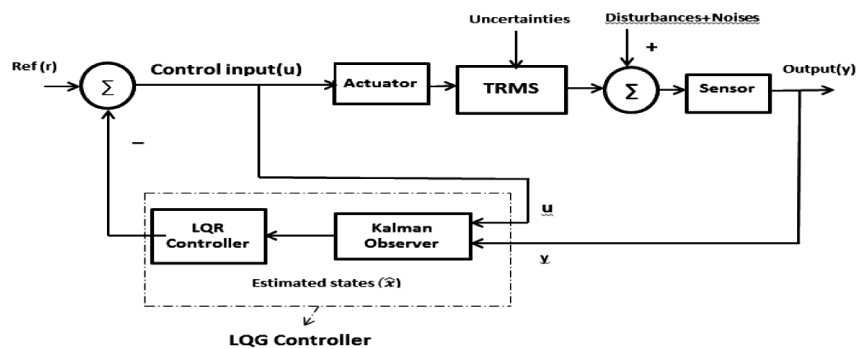 Uncertainties
Disturbances+Noises
Ref (r)
Σ
Control input(u)
Actuator
TRMS
+
Σ
Sensor
Output(y)
−
LQR
Controller
Kalman
Observer
u
y
Estimated states (x̂)
LQG Controller